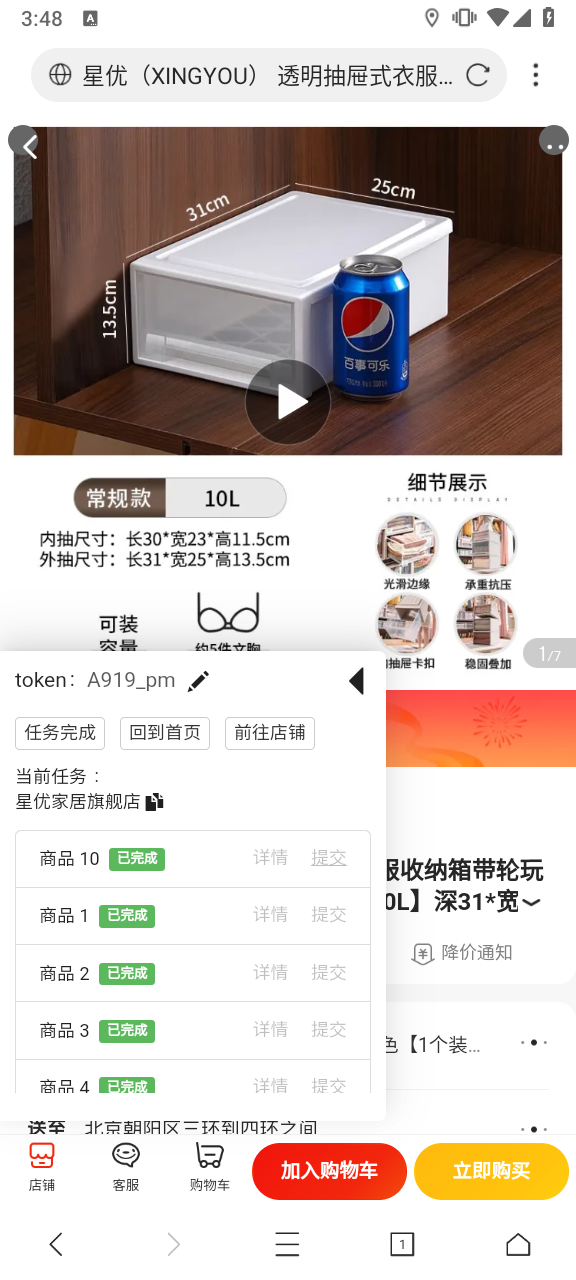 3:48
A
星优（XINGYOU） 透明抽屉式衣服...
31cm
25cm
13.5cm
百事可乐
常规款 10L
内抽尺寸：长30*宽23*高11.5cm
外抽尺寸：长31*宽25*高13.5cm
可装
容量
约5件文胸
细节展示
DETAILS DISPLAY
光滑边缘
承重抗压
抽屉卡扣
稳固叠加
1/7
token： A919_pm
任务完成
回到首页
前往店铺
当前任务：
星优家居旗舰店
商品 10 已完成 详情 提交
商品 1 已完成 详情 提交
商品 2 已完成 详情 提交
商品 3 已完成 详情 提交
商品 4 已完成 详情 提交
服收纳箱带轮玩
0L】深31*宽
降价通知
色【1个装...
送至 北京朝阳区三环到四环之间
店铺
客服
购物车
加入购物车
立即购买
1